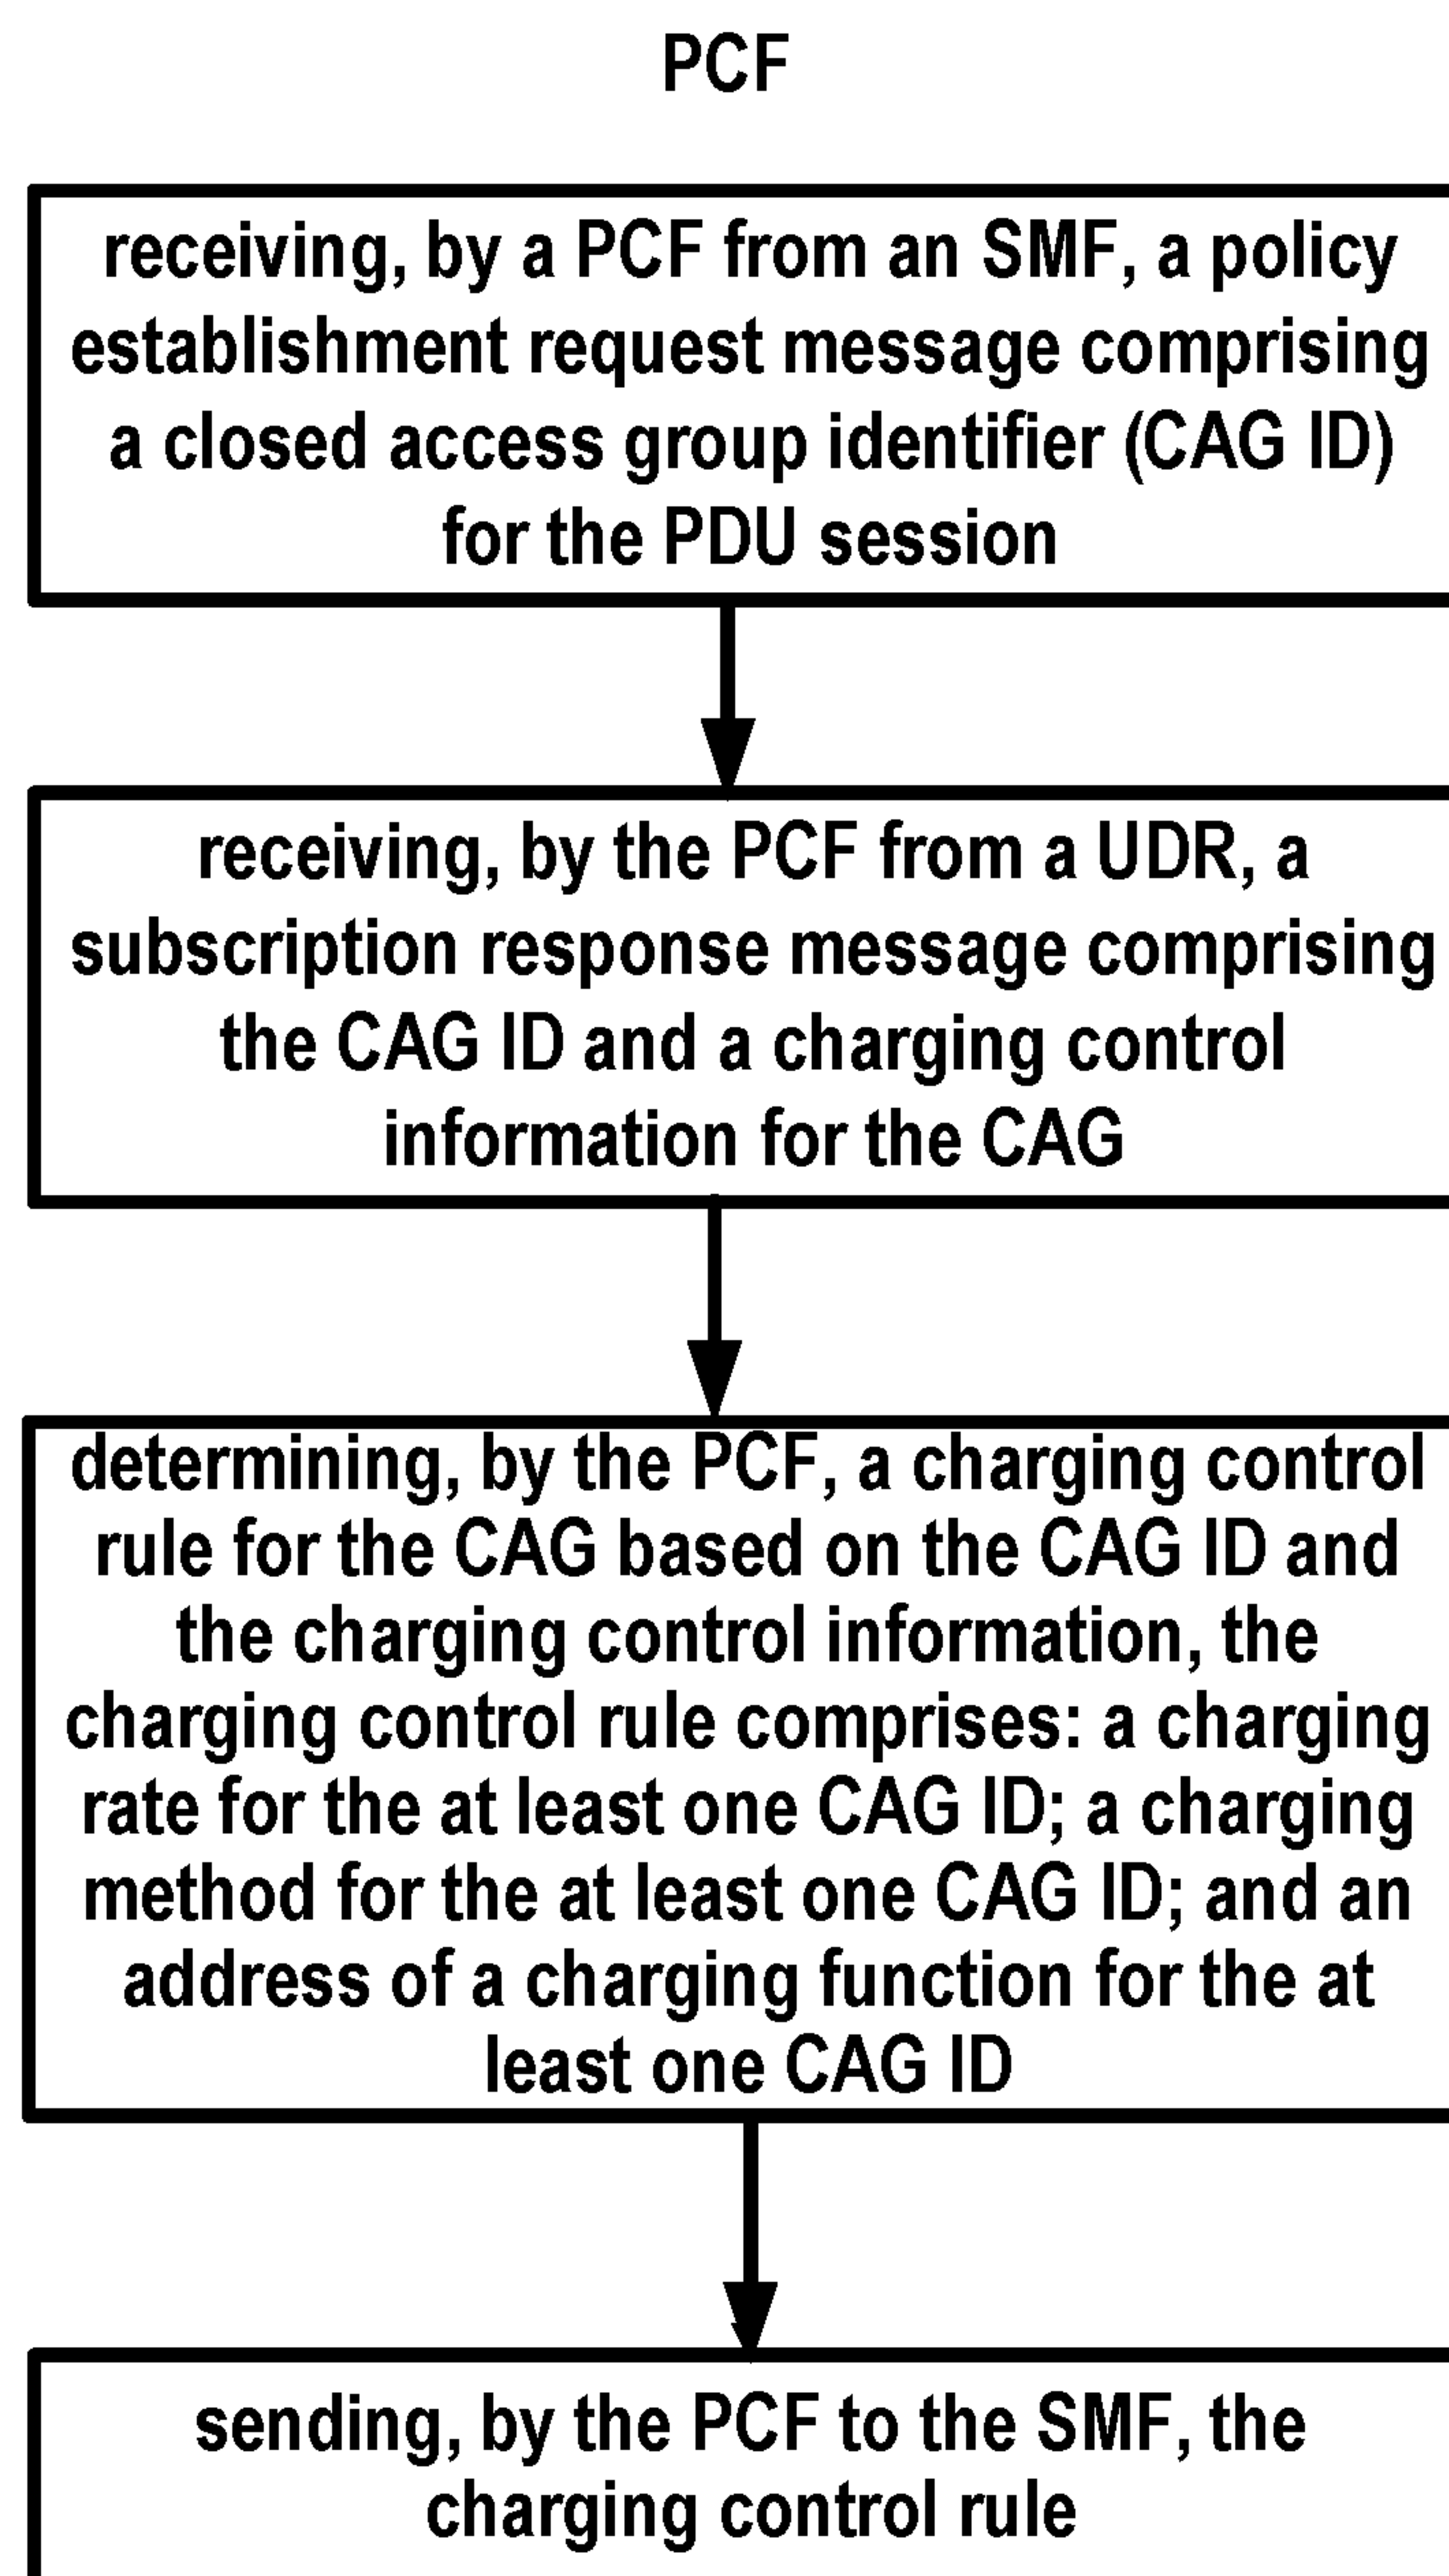 PCF
receiving, by a PCF from an SMF, a policy
establishment request message comprising
a closed access group identifier (CAG ID)
for the PDU session
receiving, by the PCF from a UDR, a
subscription response message comprising
the CAG ID and a charging control
information for the CAG
determining, by the PCF, a charging control
rule for the CAG based on the CAG ID and
the charging control information, the
charging control rule comprises: a charging
rate for the at least one CAG ID; a charging
method for the at least one CAG ID; and an
address of a charging function for the at
least one CAG ID
sending, by the PCF to the SMF, the
charging control rule